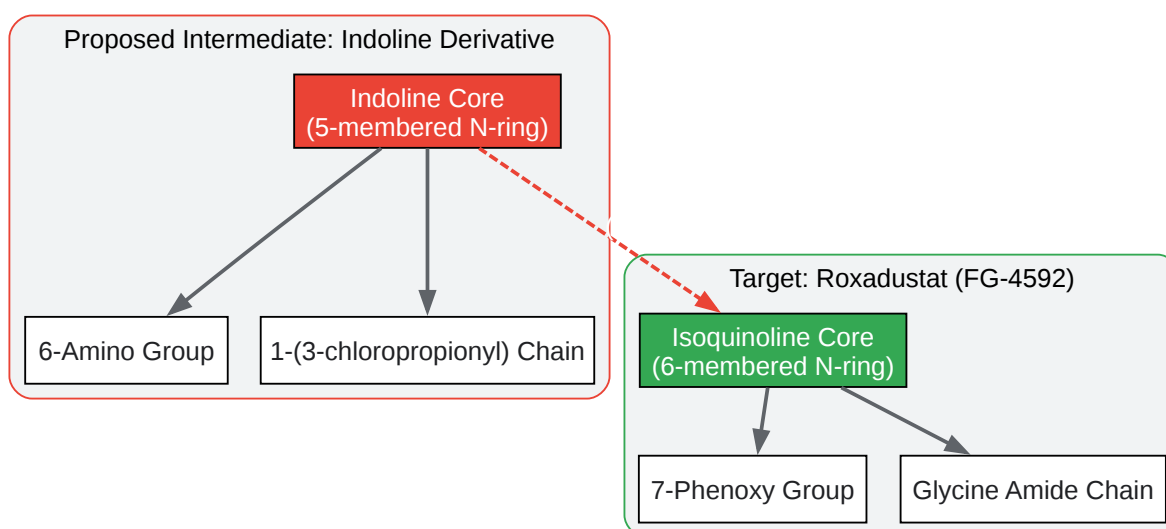 Proposed Intermediate: Indoline Derivative
Indoline Core
(5-membered N-ring)
6-Amino Group
1-(3-chloropropionyl) Chain
Target: Roxadustat (FG-4592)
Isoquinoline Core
(6-membered N-ring)
7-Phenoxy Group
Glycine Amide Chain